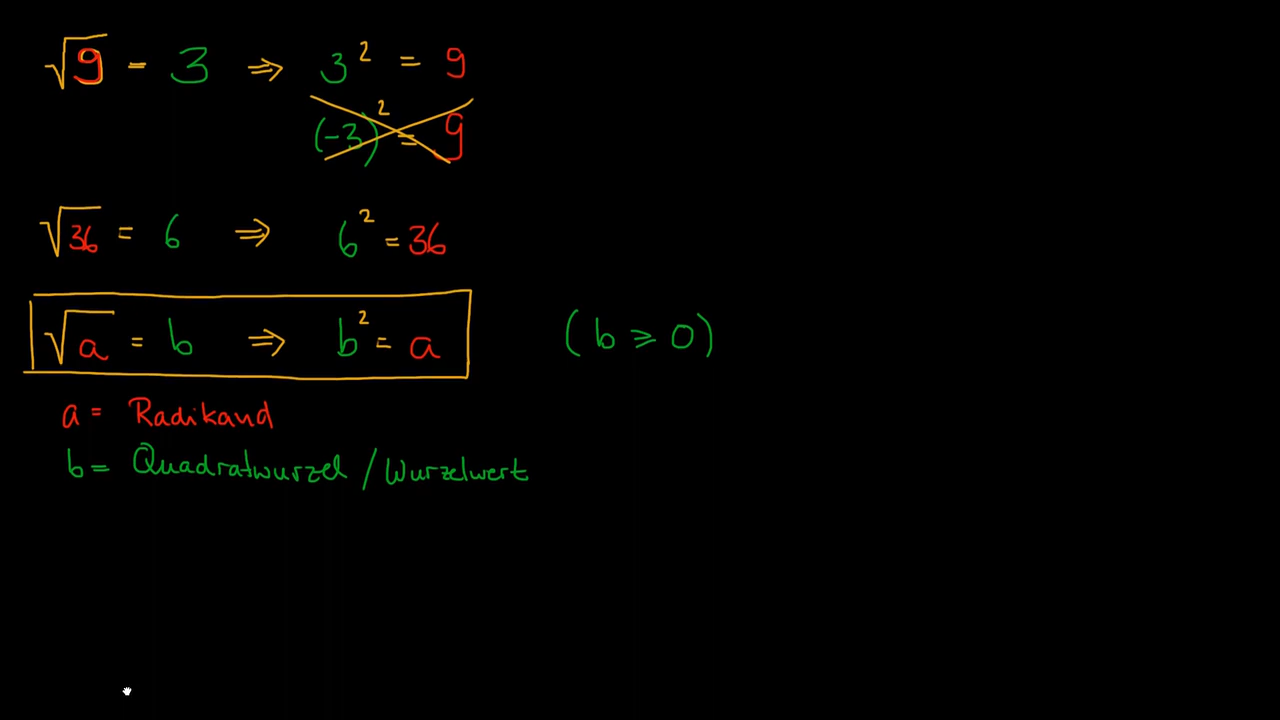 √9 = 3 ⇒ 3² = 9
(-3)² = 9
√36 = 6 ⇒ 6² = 36
√a = b ⇒ b² = a (b ⩾ 0)
a = Radikand
b = Quadratwurzel / Wurzelwert